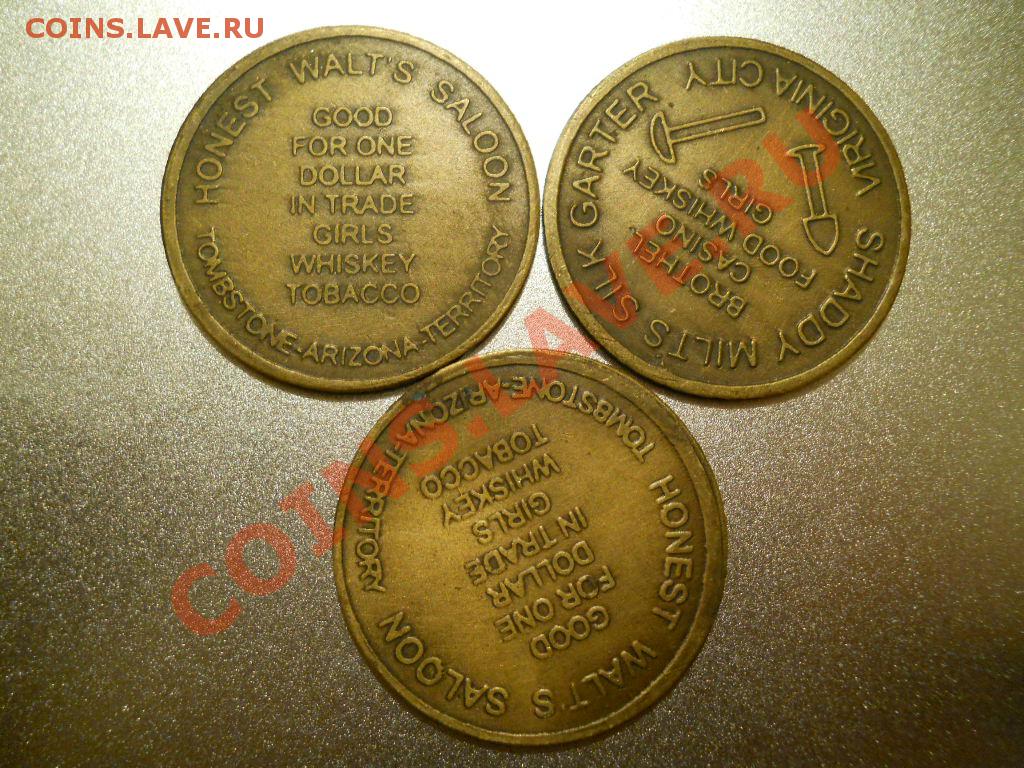 COINS.LAVE.RU
HONEST WALT'S SALOON
GOOD
FOR ONE
DOLLAR
IN TRADE
GIRLS
WHISKEY
TOBACCO
TOMBSTONE-ARIZONA-TERRITORY
SHADDY MILT'S SILK GARTER
VIRGINIA CITY
BROTHEL,
CASINO
FOOD WHISKEY
GIRLS
HONEST WALT'S SALOON
GOOD
FOR ONE
DOLLAR
IN TRADE
GIRLS
WHISKEY
TOBACCO
TOMBSTONE-ARIZONA-TERRITORY
COINS.LAVE.RU